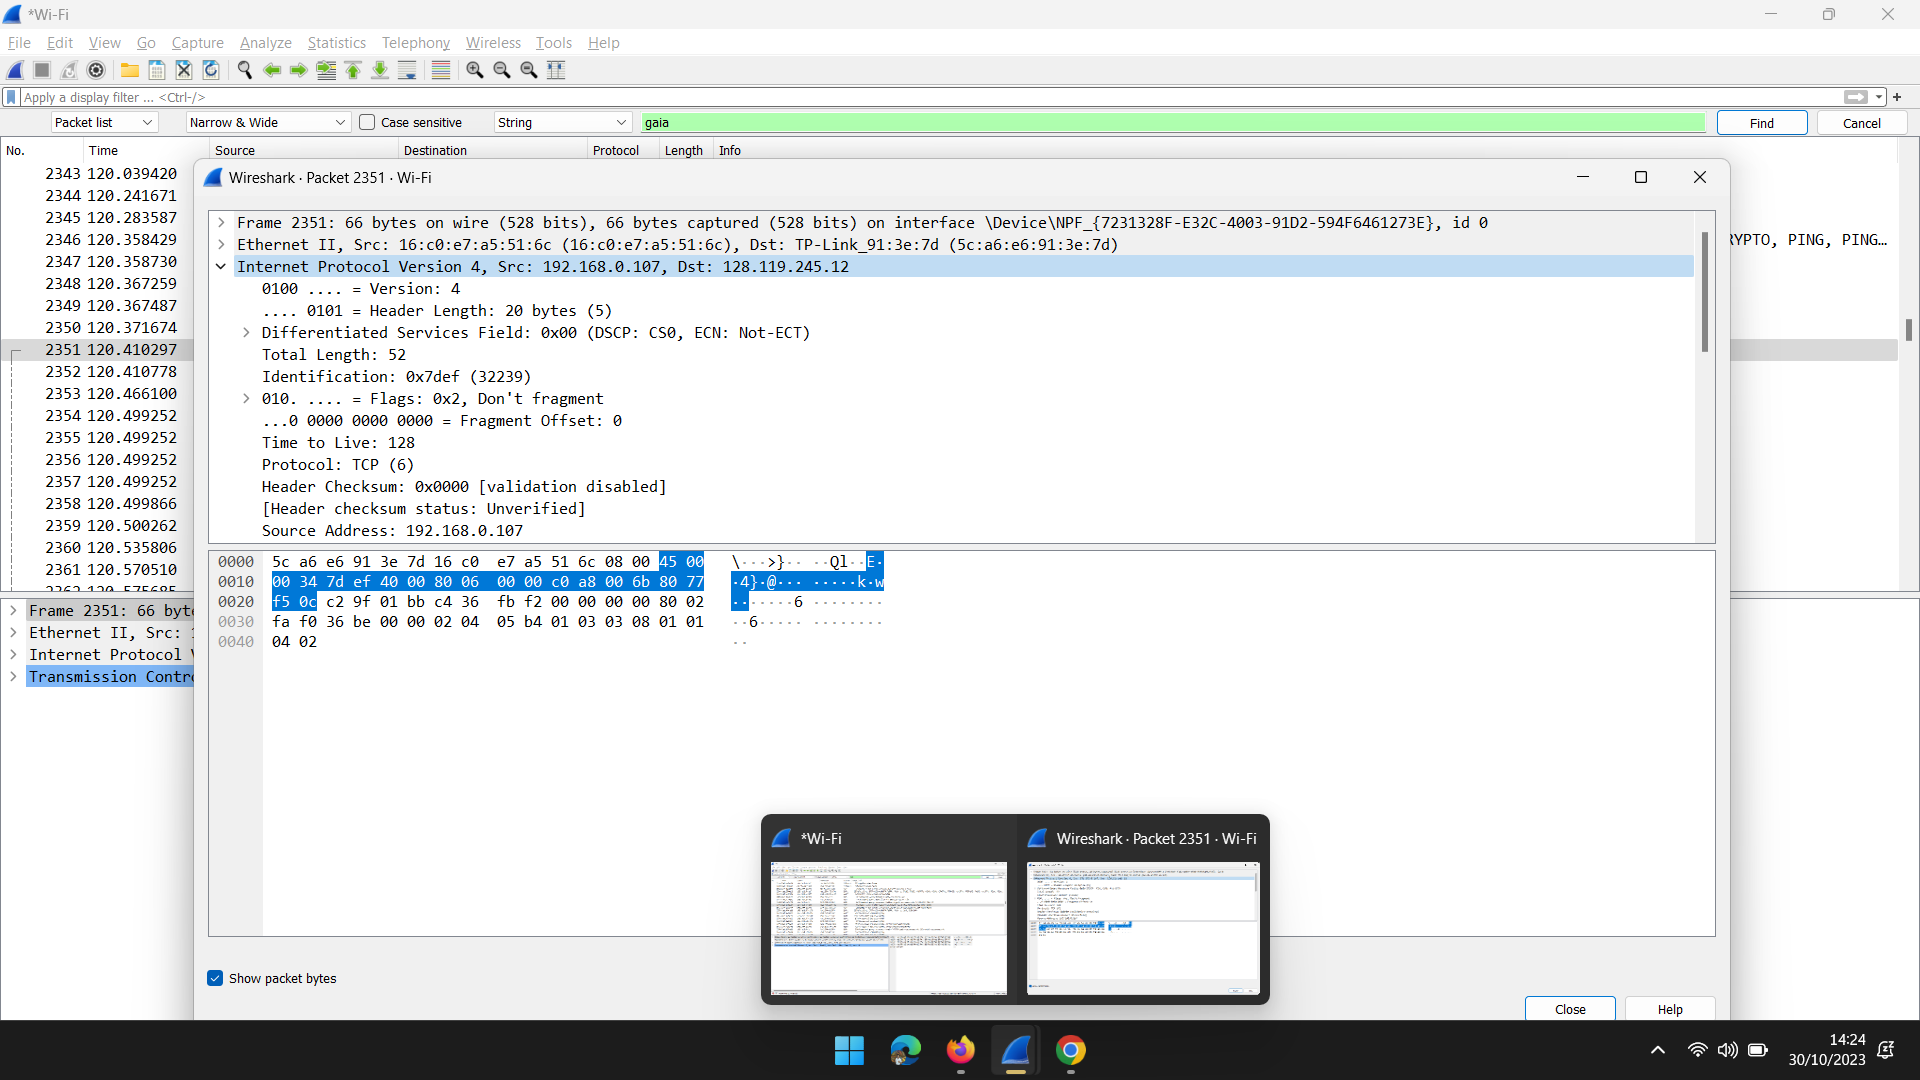 *Wi-Fi
File Edit View Go Capture Analyze Statistics Telephony Wireless Tools Help
Apply a display filter ... <Ctrl-/>
Packet list Narrow & Wide Case sensitive String gaia Find Cancel
No. Time Source Destination Protocol Length Info
2343 120.039420
2344 120.241671
2345 120.283587
2346 120.358429 RYPTO, PING, PING…
2347 120.358730
2348 120.367259
2349 120.367487
2350 120.371674
2351 120.410297
2352 120.410778
2353 120.466100
2354 120.499252
2355 120.499252
2356 120.499252
2357 120.499252
2358 120.499866
2359 120.500262
2360 120.535806
2361 120.570510
2362 120.575685
Frame 2351: 66 byte
Ethernet II, Src: 1
Internet Protocol V
Transmission Contro
Wireshark · Packet 2351 · Wi-Fi
Frame 2351: 66 bytes on wire (528 bits), 66 bytes captured (528 bits) on interface \Device\NPF_{7231328F-E32C-4003-91D2-594F6461273E}, id 0
Ethernet II, Src: 16:c0:e7:a5:51:6c (16:c0:e7:a5:51:6c), Dst: TP-Link_91:3e:7d (5c:a6:e6:91:3e:7d)
Internet Protocol Version 4, Src: 192.168.0.107, Dst: 128.119.245.12
0100 .... = Version: 4
.... 0101 = Header Length: 20 bytes (5)
Differentiated Services Field: 0x00 (DSCP: CS0, ECN: Not-ECT)
Total Length: 52
Identification: 0x7def (32239)
010. .... = Flags: 0x2, Don't fragment
...0 0000 0000 0000 = Fragment Offset: 0
Time to Live: 128
Protocol: TCP (6)
Header Checksum: 0x0000 [validation disabled]
[Header checksum status: Unverified]
Source Address: 192.168.0.107
0000 5c a6 e6 91 3e 7d 16 c0 e7 a5 51 6c 08 00 45 00 \···>}·· ··Ql··E·
0010 00 34 7d ef 40 00 80 06 00 00 c0 a8 00 6b 80 77 ·4}·@··· ·····k·w
0020 f5 0c c2 9f 01 bb c4 36 fb f2 00 00 00 00 80 02 ·······6 ········
0030 fa f0 36 be 00 00 02 04 05 b4 01 03 03 08 01 01 ··6····· ········
0040 04 02 ··
Show packet bytes
Close Help
*Wi-Fi
Wireshark · Packet 2351 · Wi-Fi
14:24
30/10/2023